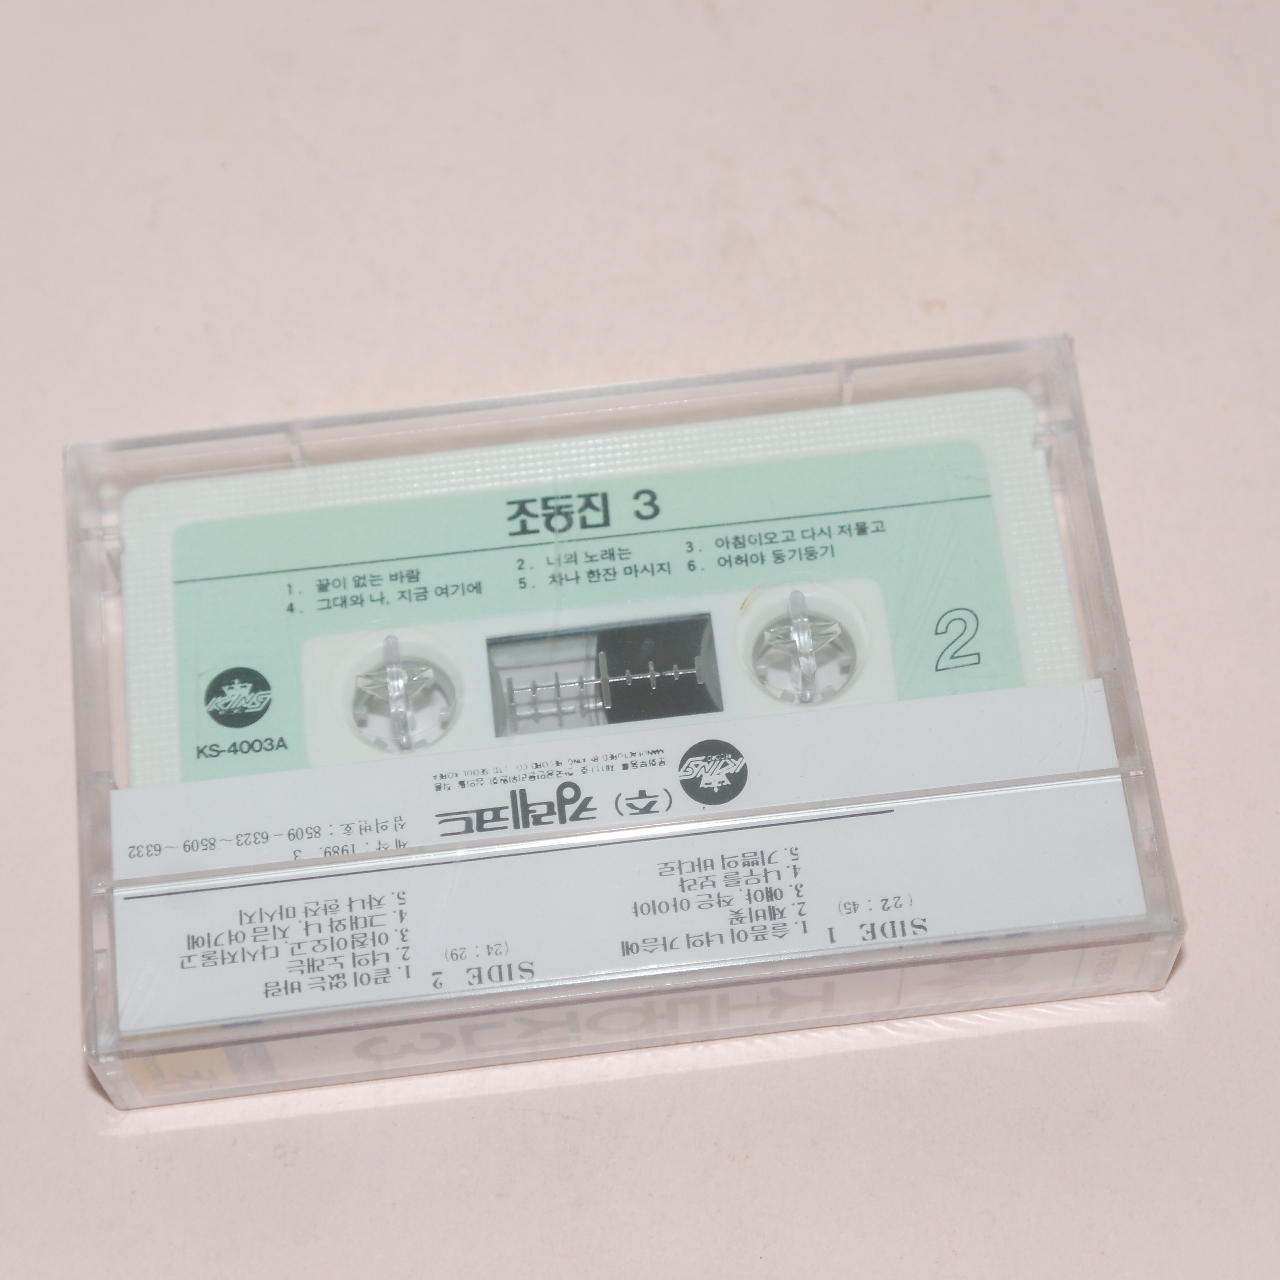 조동진 3
1. 끝이 없는 바람 2. 너의 노래는 3. 아침이오고 다시 저물고
4. 그대와 나, 지금 여기에 5. 차나 한잔 마시지 6. 어허야 둥기둥기
2
KING
KS-4003A
SIDE 1 (22 : 45)
1. 슬픔이 너의 가슴에
2. 제비꽃
3. 얘야, 작은 아이야
4. 나무를 보라
5. 기쁨의 바다로
SIDE 2 (24 : 29)
1. 끝이 없는 바람
2. 너의 노래는
3. 아침이오고, 다시저물고
4. 그대와 나, 지금 여기에
5. 차나 한잔 마시지
제작 : 1989. 3
심의번호 : 8509-6323~8509-6332
(주) 킹레코드
KING